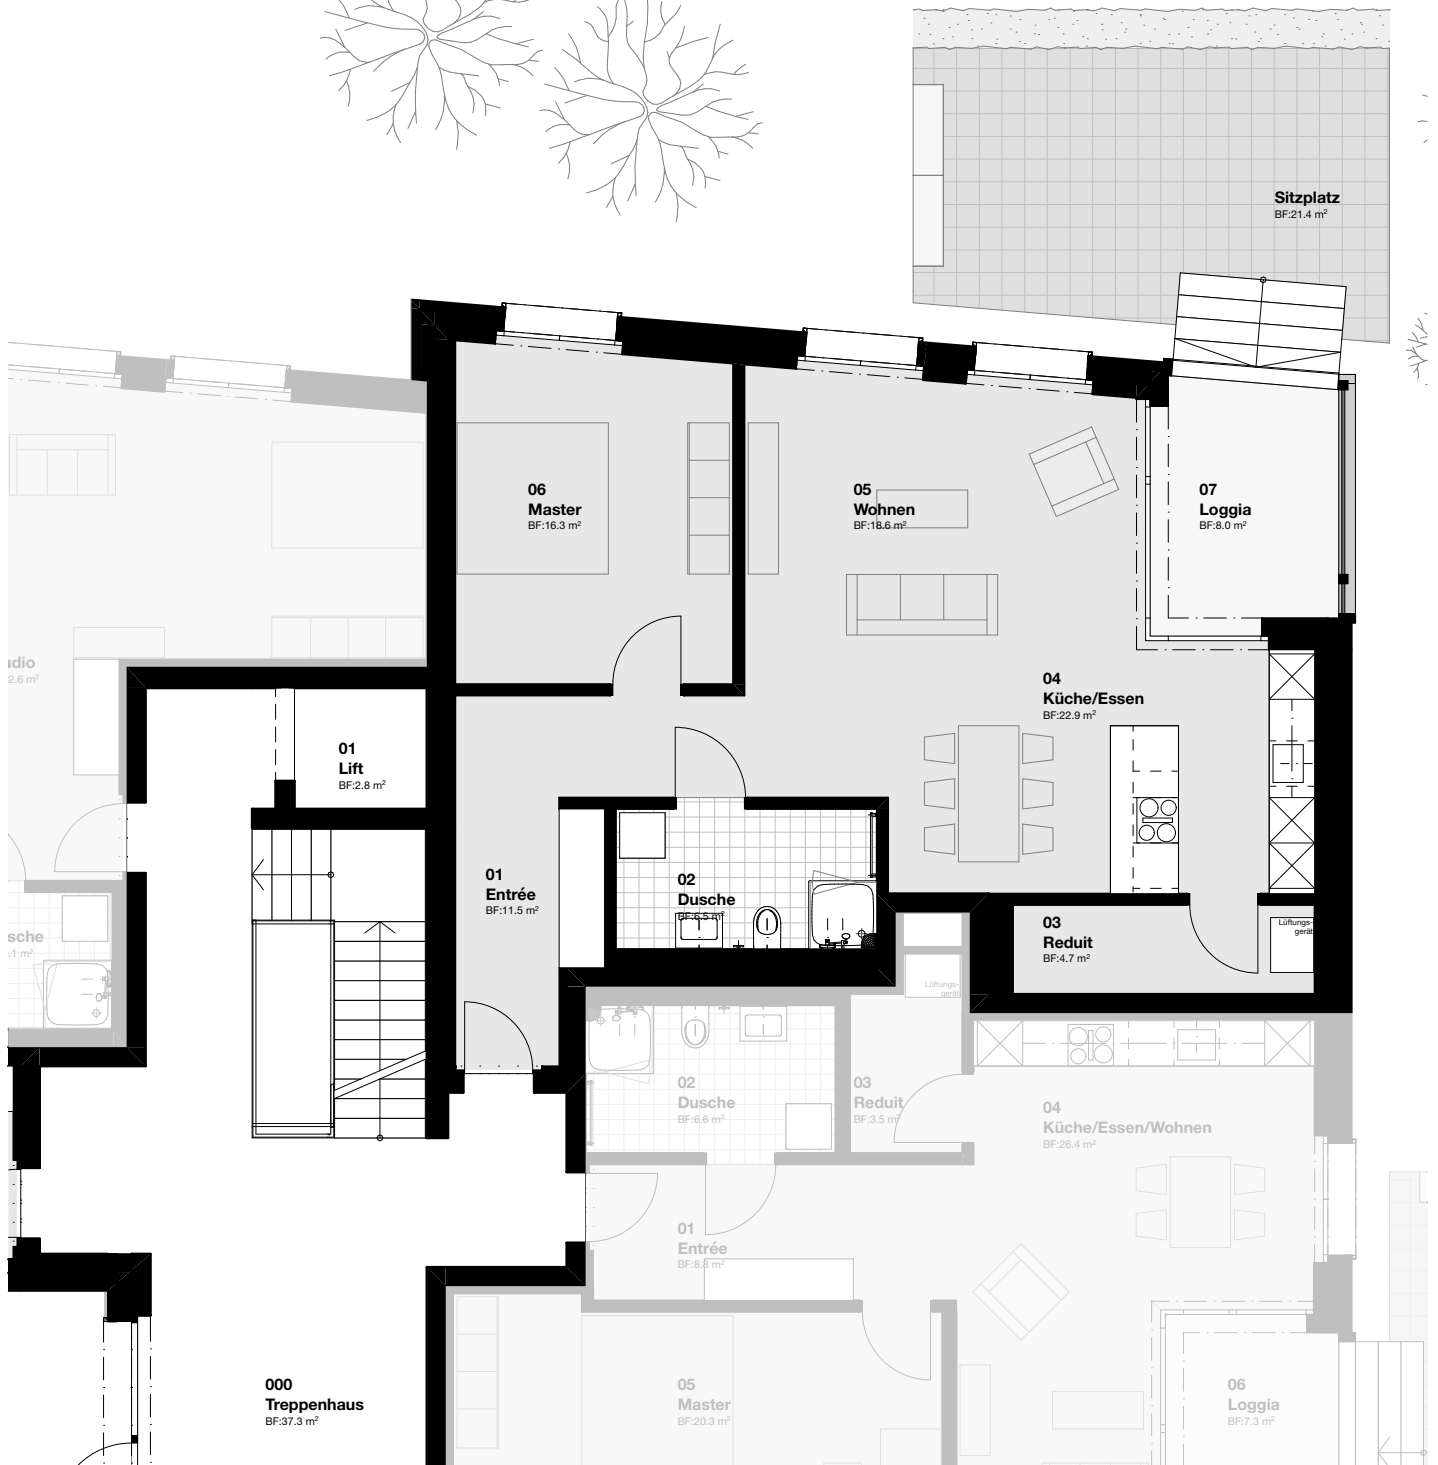 Sitzplatz
BF:21.4 m²
06
Master
BF:16.3 m²
05
Wohnen
BF:18.6 m²
07
Loggia
BF:8.0 m²
udio
2.6 m²
04
Küche/Essen
BF:22.9 m²
01
Lift
BF:2.8 m²
01
Entrée
BF:11.5 m²
02
Dusche
BF:6.5 m²
03
Reduit
BF:4.7 m²
Lüftungs-
gerät
sche
.1 m²
Lüftungs-
gerät
02
Dusche
BF:6.6 m²
03
Reduit
BF:3.5 m²
04
Küche/Essen/Wohnen
BF:26.4 m²
01
Entrée
BF:8.8 m²
000
Treppenhaus
BF:37.3 m²
05
Master
BF:20.3 m²
06
Loggia
BF:7.3 m²